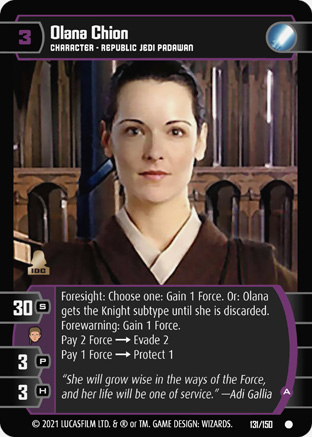 3
Olana Chion
CHARACTER - REPUBLIC JEDI PADAWAN
IDC
30 S
3 P
3 H
Foresight: Choose one: Gain 1 Force. Or: Olana
gets the Knight subtype until she is discarded.
Forewarning: Gain 1 Force.
Pay 2 Force → Evade 2
Pay 1 Force → Protect 1
“She will grow wise in the ways of the Force,
and her life will be one of service.” —Adi Gallia
A
© 2021 LUCASFILM LTD. & ® or TM. GAME DESIGN: WIZARDS.
131/150